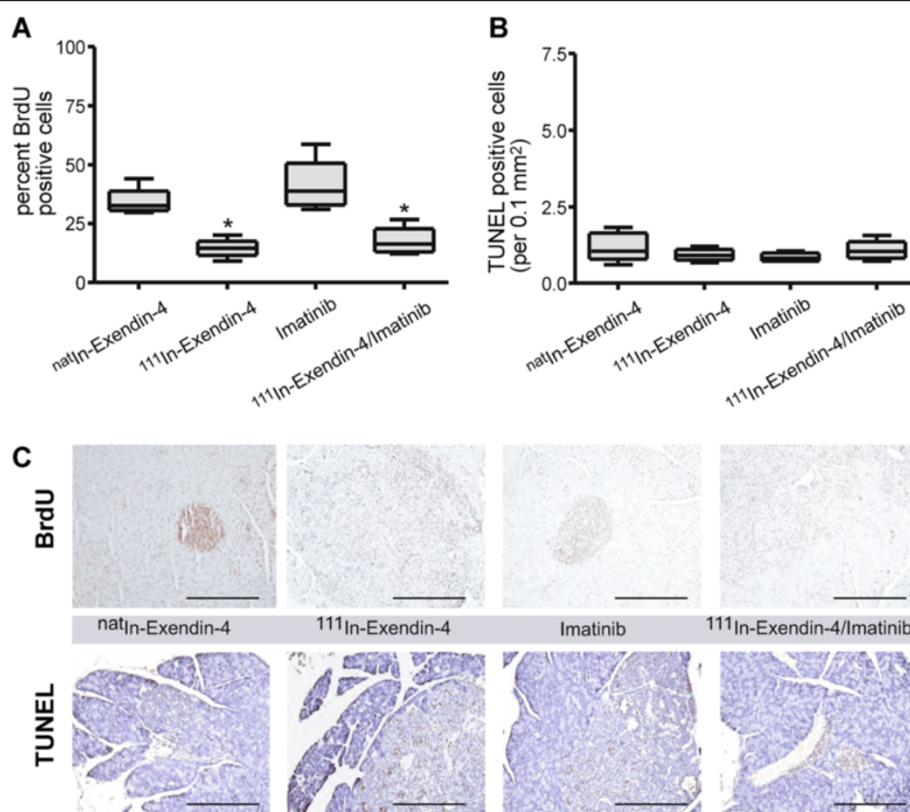 A
percent BrdU
positive cells
100
75
50
25
0
*
*
natIn-Exendin-4
111In-Exendin-4
Imatinib
111In-Exendin-4/Imatinib
B
TUNEL positive cells
(per 0.1 mm²)
7.5
5.0
2.5
0.0
natIn-Exendin-4
111In-Exendin-4
Imatinib
111In-Exendin-4/Imatinib
C
BrdU
natIn-Exendin-4 111In-Exendin-4 Imatinib 111In-Exendin-4/Imatinib
TUNEL